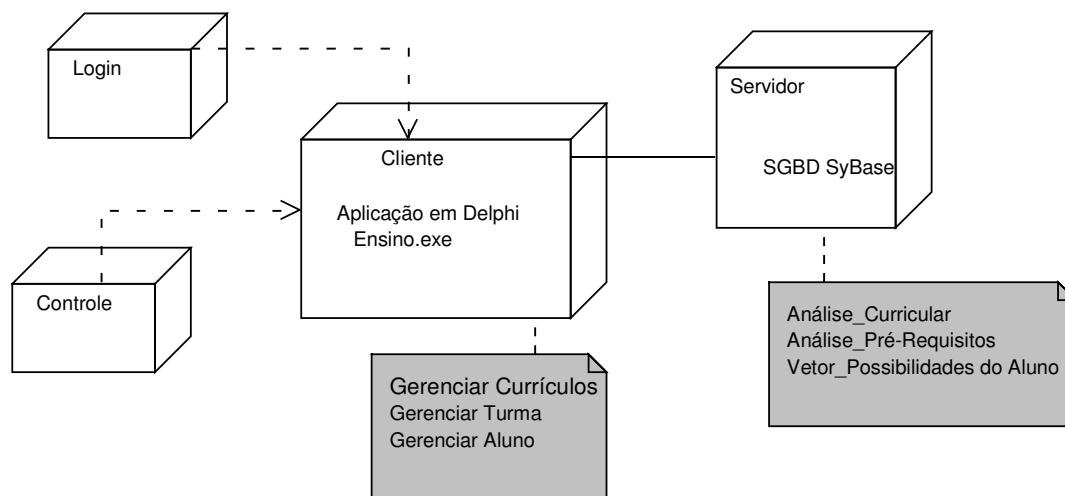 Login
Servidor
SGBD SyBase
Cliente
Aplicação em Delphi
Ensino.exe
Controle
Análise_Curricular
Análise_Pré-Requisitos
Vetor_Possibilidades do Aluno
Gerenciar Currículos
Gerenciar Turma
Gerenciar Aluno